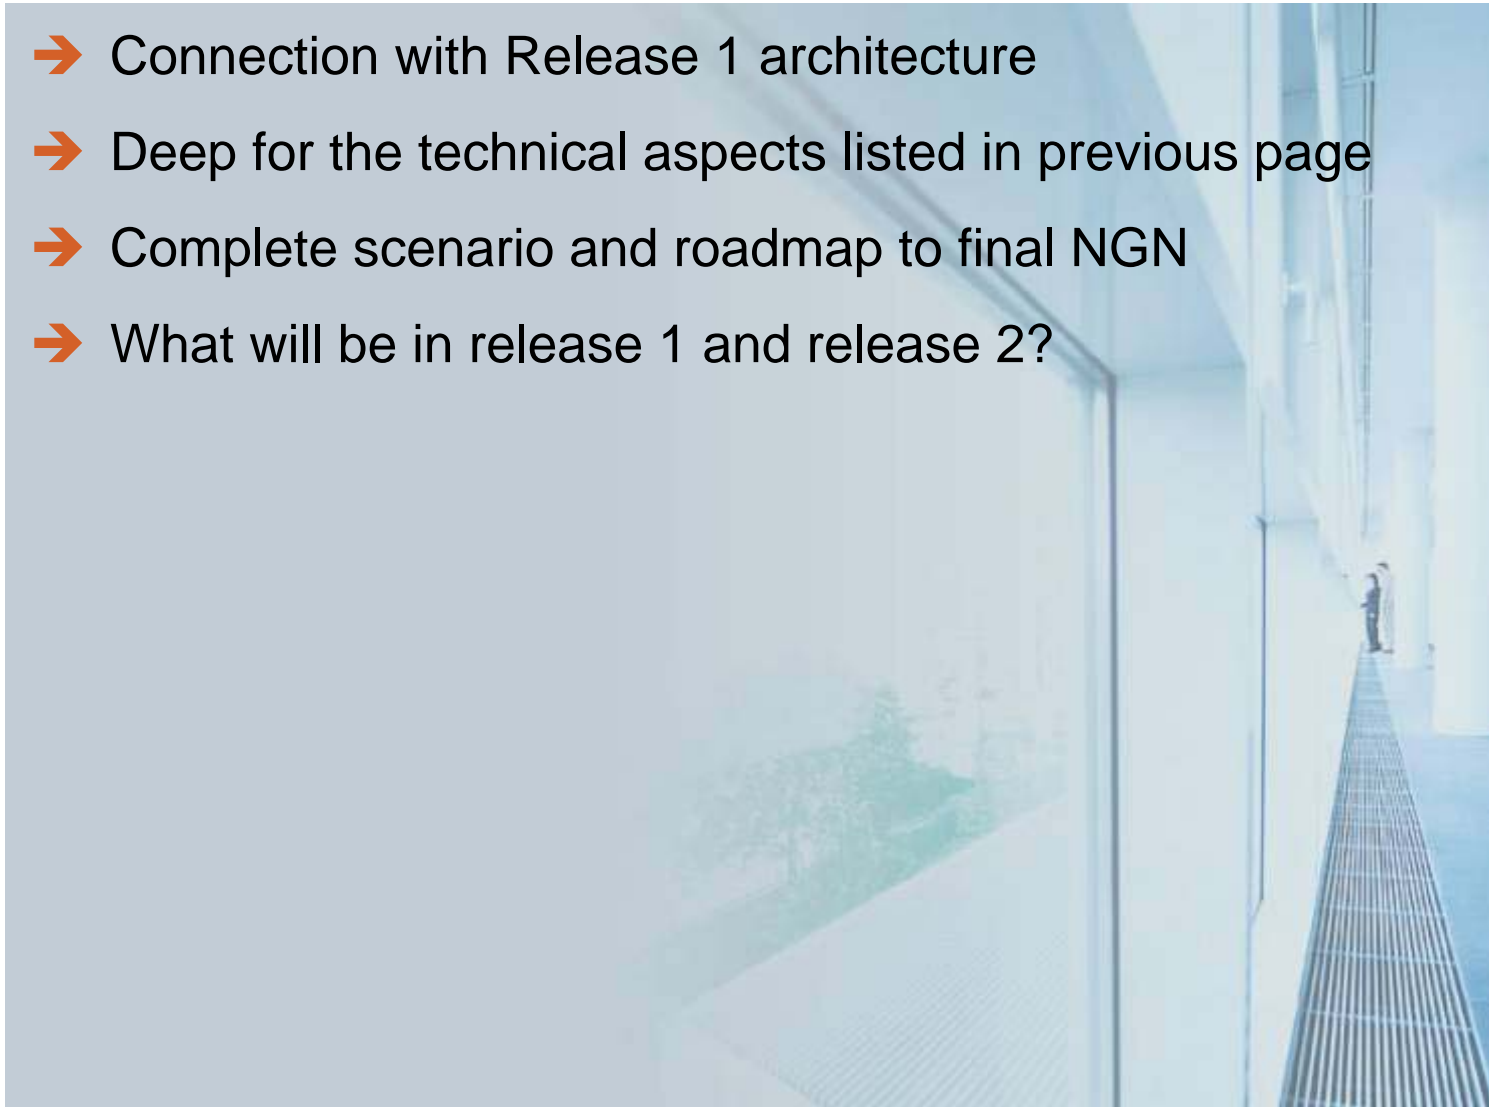 Connection with Release 1 architecture
Deep for the technical aspects listed in previous page
Complete scenario and roadmap to final NGN
What will be in release 1 and release 2?